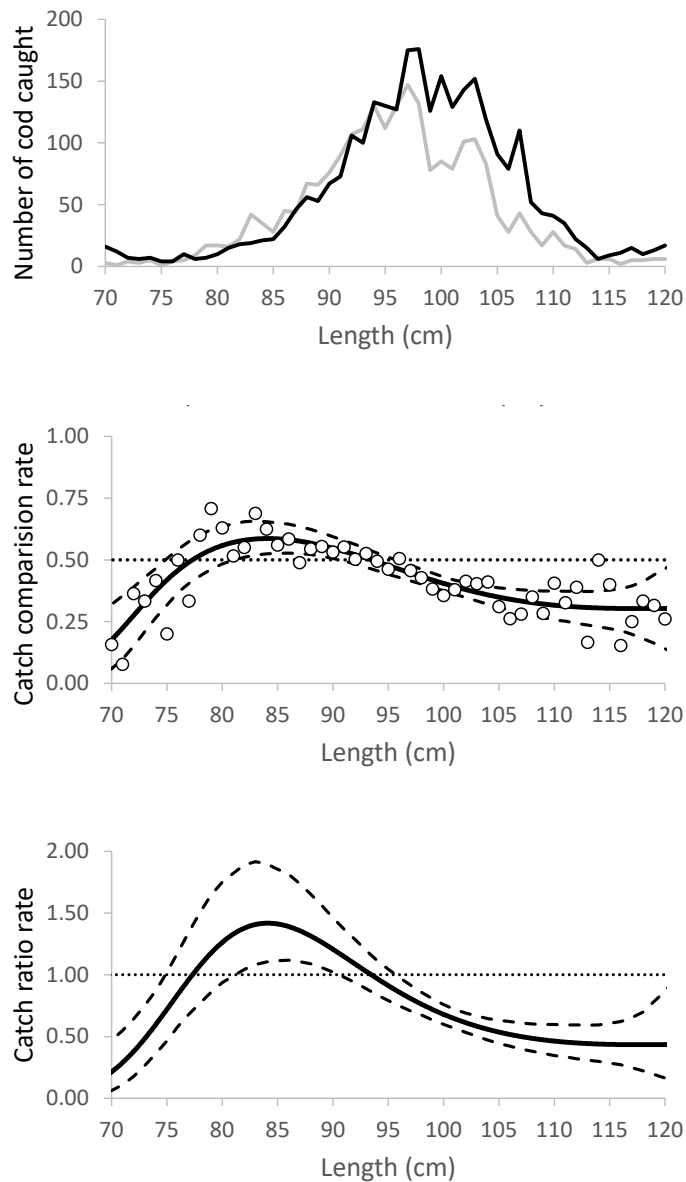 200
150
100
50
0
Number of cod caught
70 75 80 85 90 95 100 105 110 115 120
Length (cm)
1.00
0.75
0.50
0.25
0.00
Catch comparision rate
70 75 80 85 90 95 100 105 110 115 120
Length (cm)
2.00
1.50
1.00
0.50
0.00
Catch ratio rate
70 75 80 85 90 95 100 105 110 115 120
Length (cm)